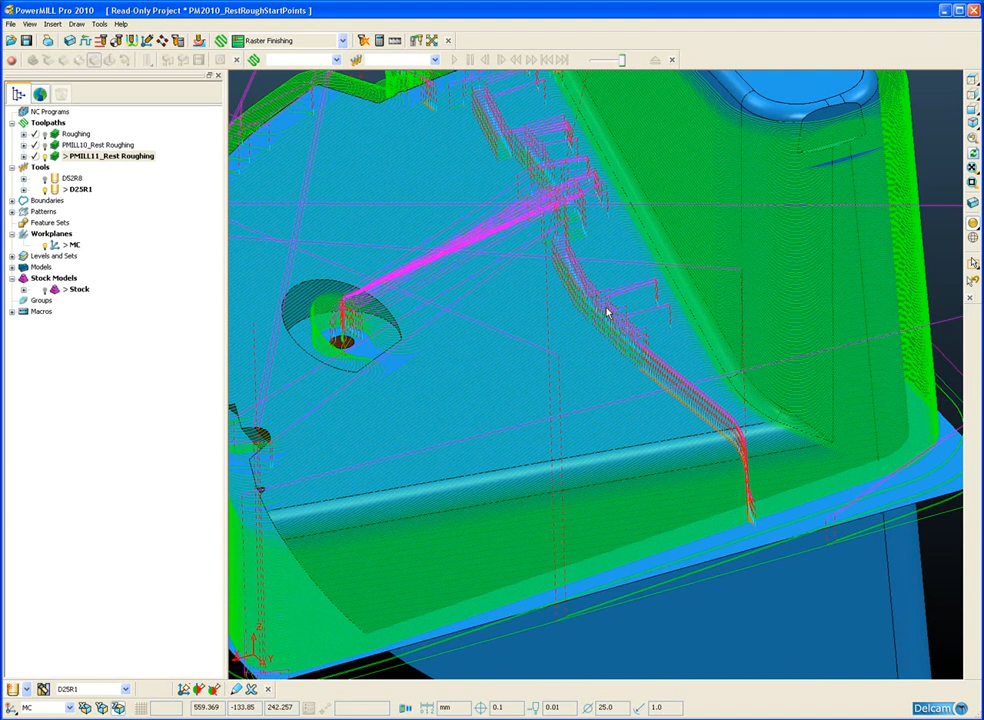 PowerMILL Pro 2010 [ Read-Only Project * PM2010_RestRoughStartPoints ]
File View Insert Draw Tools Help
Raster Finishing
NC Programs
Toolpaths
Roughing
PMILL10_Rest Roughing
> PMILL11_Rest Roughing
Tools
D52R8
> D25R1
Boundaries
Patterns
Feature Sets
Workplanes
> MC
Levels and Sets
Models
Stock Models
> Stock
Groups
Macros
Z
Y
D25R1
MC 559.369 -133.85 242.257 mm 0.1 0.01 25.0 1.0 Delcam